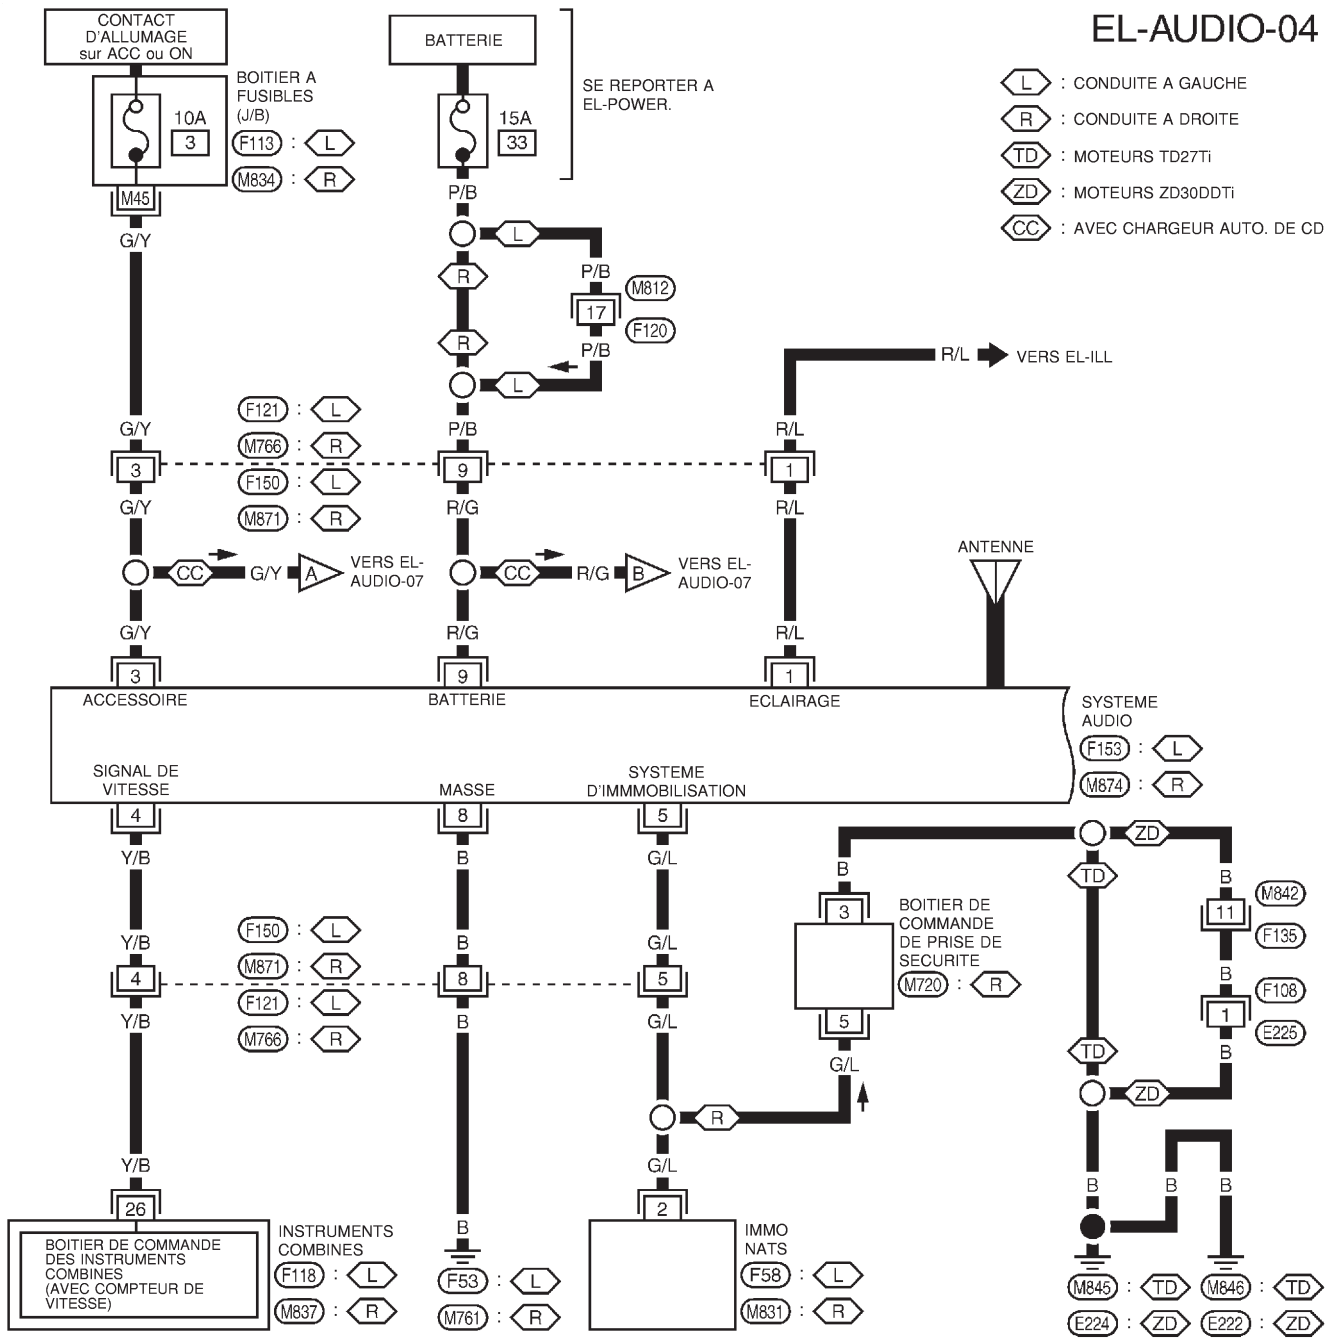 EL-AUDIO-04
CONTACT
D'ALLUMAGE
sur ACC ou ON
BATTERIE
SE REPORTER A
EL-POWER.
L : CONDUITE A GAUCHE
R : CONDUITE A DROITE
TD : MOTEURS TD27Ti
ZD : MOTEURS ZD30DDTi
CC : AVEC CHARGEUR AUTO. DE CD
BOITIER A
FUSIBLES
(J/B)
F113 : L
M834 : R
10A
3
15A
33
M45
G/Y
P/B
L
R
P/B
M812
17
F120
R
P/B
L
R/L
VERS EL-ILL
F121 : L
M766 : R
F150 : L
M871 : R
G/Y
P/B
R/L
3
9
1
G/Y
R/G
R/L
CC
G/Y
A
VERS EL-
AUDIO-07
CC
R/G
B
VERS EL-
AUDIO-07
ANTENNE
G/Y
R/G
R/L
3
9
1
ACCESSOIRE
BATTERIE
ECLAIRAGE
SYSTEME
AUDIO
F153 : L
M874 : R
SIGNAL DE
VITESSE
MASSE
SYSTEME
D'IMMMOBILISATION
4
8
5
Y/B
B
G/L
B
ZD
TD
B
3
BOITIER DE
COMMANDE
DE PRISE DE
SECURITE
M720 : R
M842
11
F135
B
F108
1
E225
B
F150 : L
M871 : R
F121 : L
M766 : R
Y/B
B
G/L
4
8
5
Y/B
B
G/L
5
G/L
TD
ZD
R
Y/B
G/L
B
B
B
26
B
2
BOITIER DE COMMANDE
DES INSTRUMENTS
COMBINES
(AVEC COMPTEUR DE
VITESSE)
INSTRUMENTS
COMBINES
F118 : L
M837 : R
F53 : L
M761 : R
IMMO
NATS
F58 : L
M831 : R
M845 : TD
E224 : ZD
M846 : TD
E222 : ZD